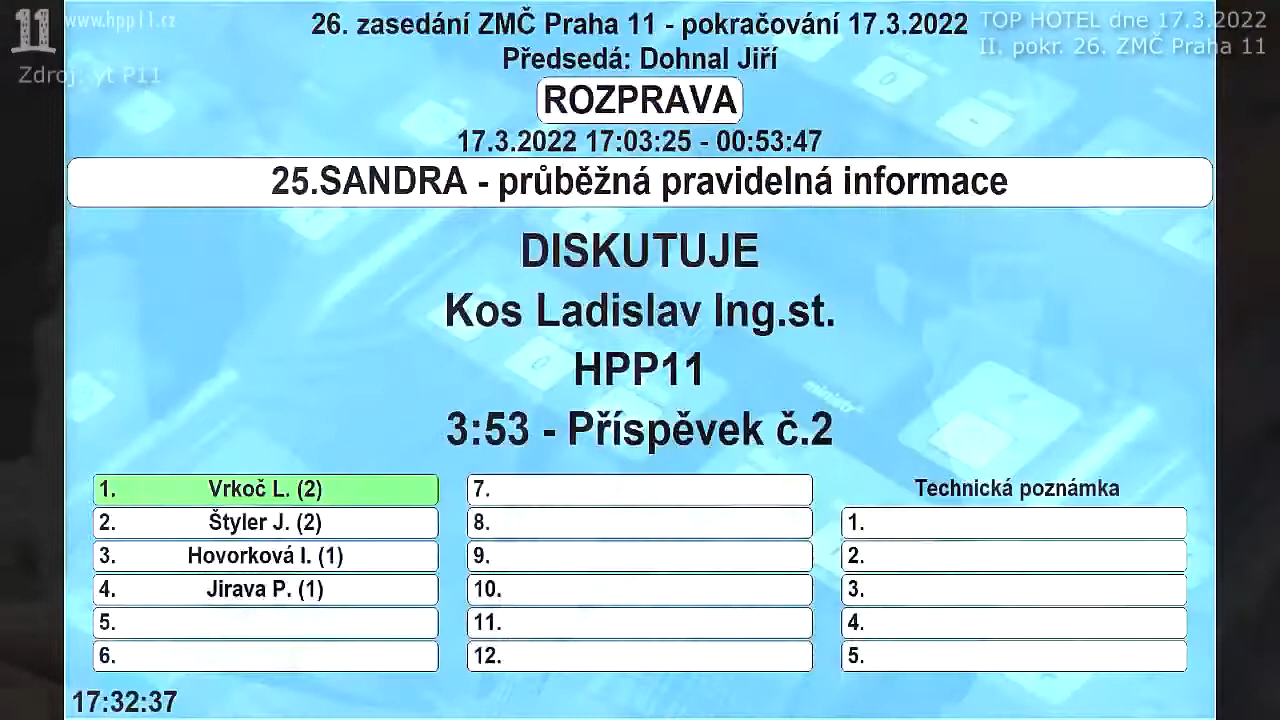 11 www.hpp11.cz
Zdroj: yt P11
26. zasedání ZMČ Praha 11 - pokračování 17.3.2022
TOP HOTEL dne 17.3.2022
II. pokr. 26. ZMČ Praha 11
Předsedá: Dohnal Jiří
ROZPRAVA
17.3.2022 17:03:25 - 00:53:47
25.SANDRA - průběžná pravidelná informace
DISKUTUJE
Kos Ladislav Ing.st.
HPP11
3:53 - Příspěvek č.2
1. Vrkoč L. (2)
2. Štyler J. (2)
3. Hovorková I. (1)
4. Jirava P. (1)
5.
6.
7.
8.
9.
10.
11.
12.
Technická poznámka
1.
2.
3.
4.
5.
17:32:37